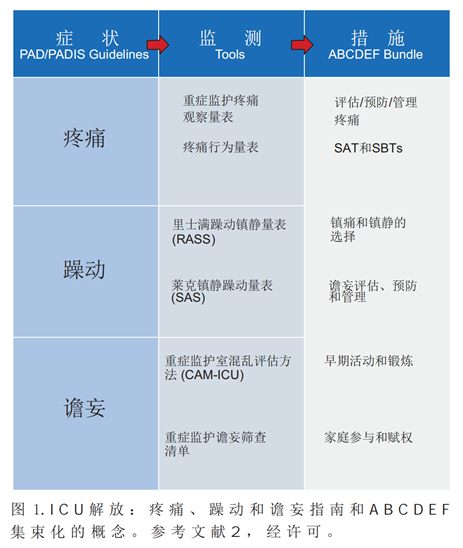 症 状
PAD/PADIS Guidelines
监 测
Tools
措 施
ABCDEF Bundle
疼痛
重症监护疼痛
观察量表
疼痛行为量表
评估/预防/管理
疼痛
SAT和SBTs
躁动
里士满躁动镇静量表
(RASS)
莱克镇静躁动量表
(SAS)
镇痛和镇静的
选择
谵妄评估、预防
和管理
谵妄
重症监护室混乱评估方
法 (CAM-ICU)
重症监护谵妄筛查
清单
早期活动和锻炼
家庭参与和赋权
图 1.ICU解放：疼痛、躁动和谵妄指南和ABCDEF
集束化的概念。参考文献2，经许可。